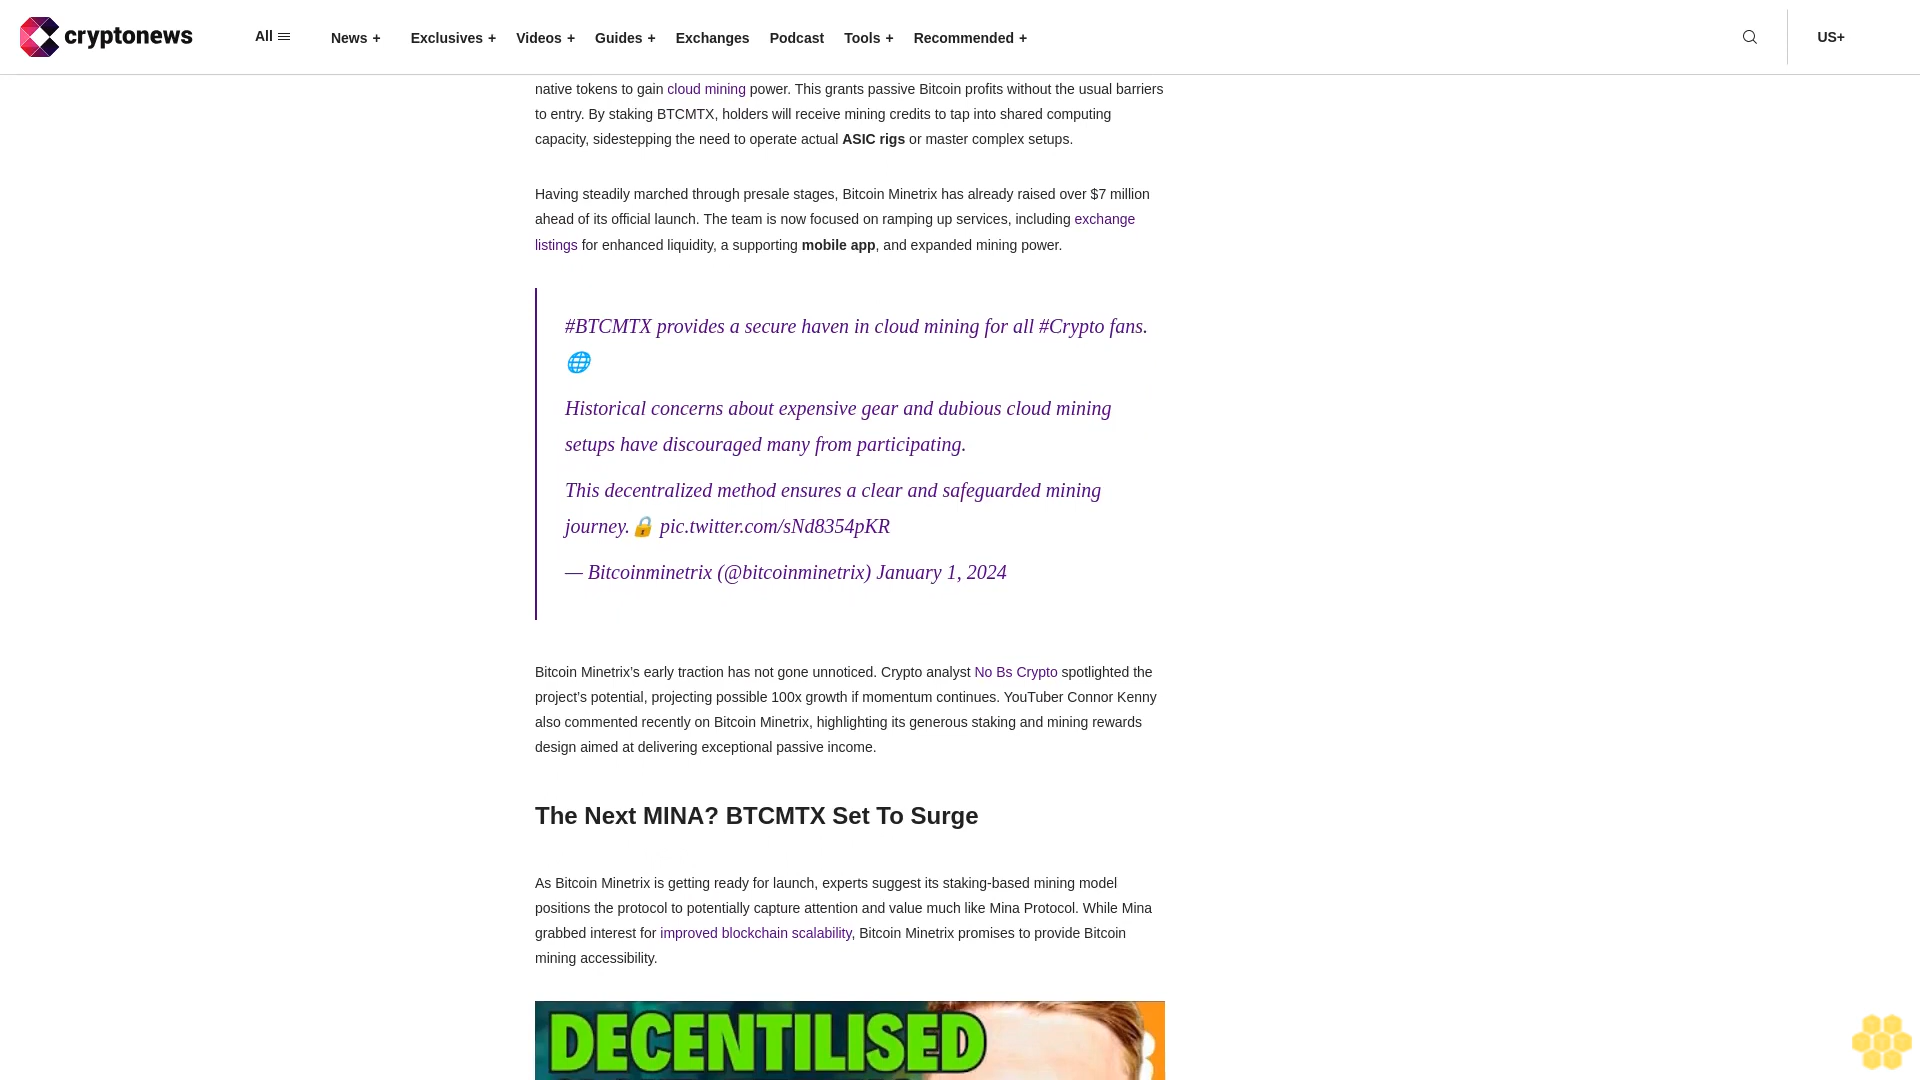 cryptonews
All
News +
Exclusives +
Videos +
Guides +
Exchanges
Podcast
Tools +
Recommended +
US+
native tokens to gain cloud mining power. This grants passive Bitcoin profits without the usual barriers
to entry. By staking BTCMTX, holders will receive mining credits to tap into shared computing
capacity, sidestepping the need to operate actual ASIC rigs or master complex setups.
Having steadily marched through presale stages, Bitcoin Minetrix has already raised over $7 million
ahead of its official launch. The team is now focused on ramping up services, including exchange
listings for enhanced liquidity, a supporting mobile app, and expanded mining power.
#BTCMTX provides a secure haven in cloud mining for all #Crypto fans.
🌐
Historical concerns about expensive gear and dubious cloud mining
setups have discouraged many from participating.
This decentralized method ensures a clear and safeguarded mining
journey.🔒 pic.twitter.com/sNd8354pKR
— Bitcoinminetrix (@bitcoinminetrix) January 1, 2024
Bitcoin Minetrix’s early traction has not gone unnoticed. Crypto analyst No Bs Crypto spotlighted the
project’s potential, projecting possible 100x growth if momentum continues. YouTuber Connor Kenny
also commented recently on Bitcoin Minetrix, highlighting its generous staking and mining rewards
design aimed at delivering exceptional passive income.
The Next MINA? BTCMTX Set To Surge
As Bitcoin Minetrix is getting ready for launch, experts suggest its staking-based mining model
positions the protocol to potentially capture attention and value much like Mina Protocol. While Mina
grabbed interest for improved blockchain scalability, Bitcoin Minetrix promises to provide Bitcoin
mining accessibility.
DECENTILISED